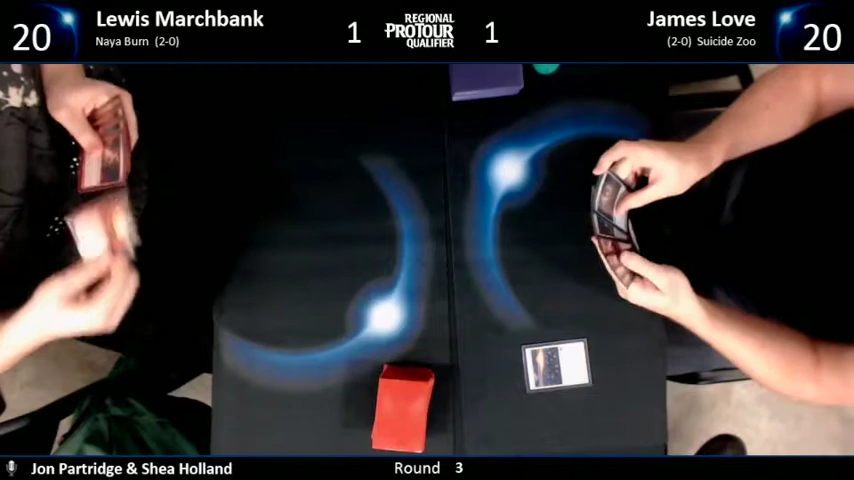 20
Lewis Marchbank
Naya Burn (2-0)
1
REGIONAL
PROTOUR
QUALIFIER
1
James Love
(2-0) Suicide Zoo
20
Jon Partridge & Shea Holland
Round 3